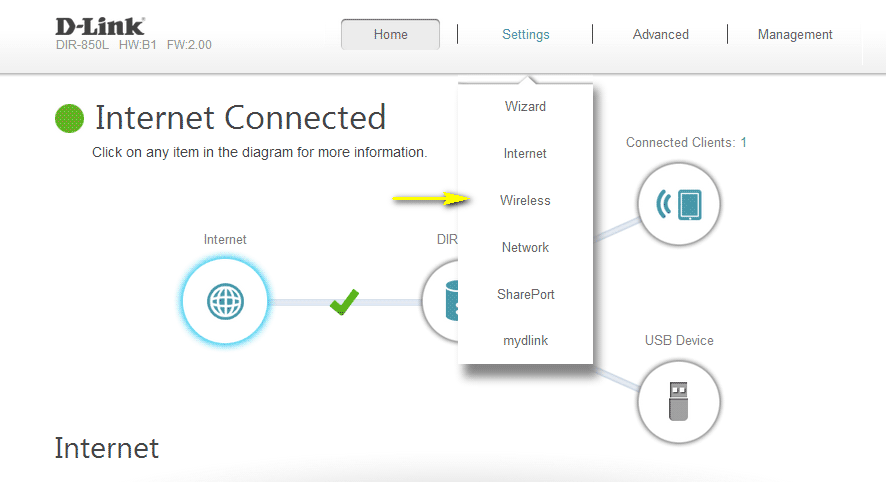 D-Link
DIR-850L HW:B1 FW:2.00
Home Settings Advanced Management
Wizard
Internet
Wireless
Network
SharePort
mydlink
Internet Connected
Click on any item in the diagram for more information.
Connected Clients: 1
Internet
DIR
USB Device
Internet